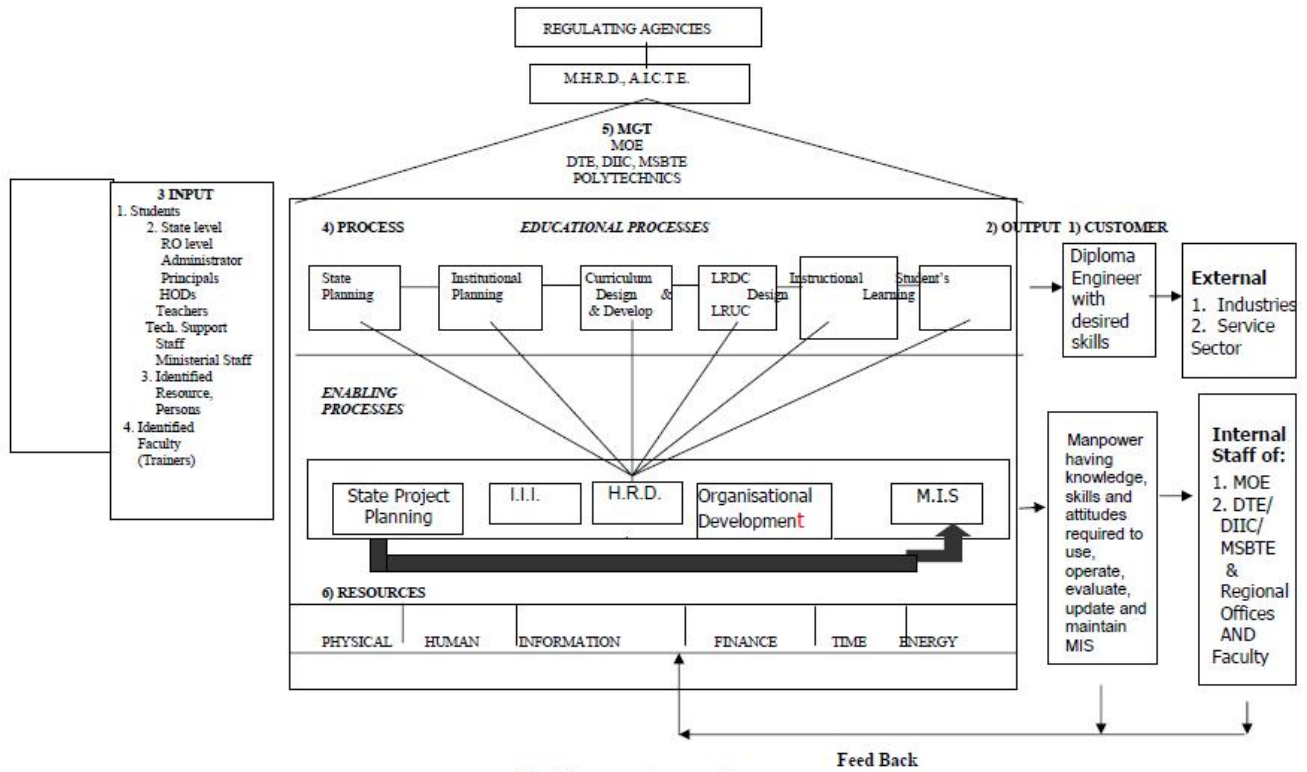 REGULATING AGENCIES
M.H.R.D., A.I.C.T.E.
5) MGT
MOE
DTE, DIIC, MSBTE
POLYTECHNICS
3 INPUT
1. Students
2. State level
RO level
Administrator
Principals
HODs
Teachers
Tech. Support
Staff
Ministerial Staff
3. Identified
Resource,
Persons
4. Identified
Faculty
(Trainers)
4) PROCESS
EDUCATIONAL PROCESSES
2) OUTPUT 1) CUSTOMER
State
Planning
Institutional
Planning
Curriculum
Design &
& Develop
LRDC Instructional Student's
Design Learning
LRUC
Diploma
Engineer
with
desired
skills
External
1. Industries
2. Service
Sector
ENABLING
PROCESSES
State Project
Planning
I.I.I.
H.R.D.
Organisational
Development
M.I.S
Manpower
having
knowledge,
skills and
attitudes
required to
use,
operate,
evaluate,
update and
maintain
MIS
Internal
Staff of:
1. MOE
2. DTE/
DIIC/
MSBTE
&
Regional
Offices
AND
Faculty
6) RESOURCES
PHYSICAL HUMAN INFORMATION FINANCE TIME ENERGY
Feed Back